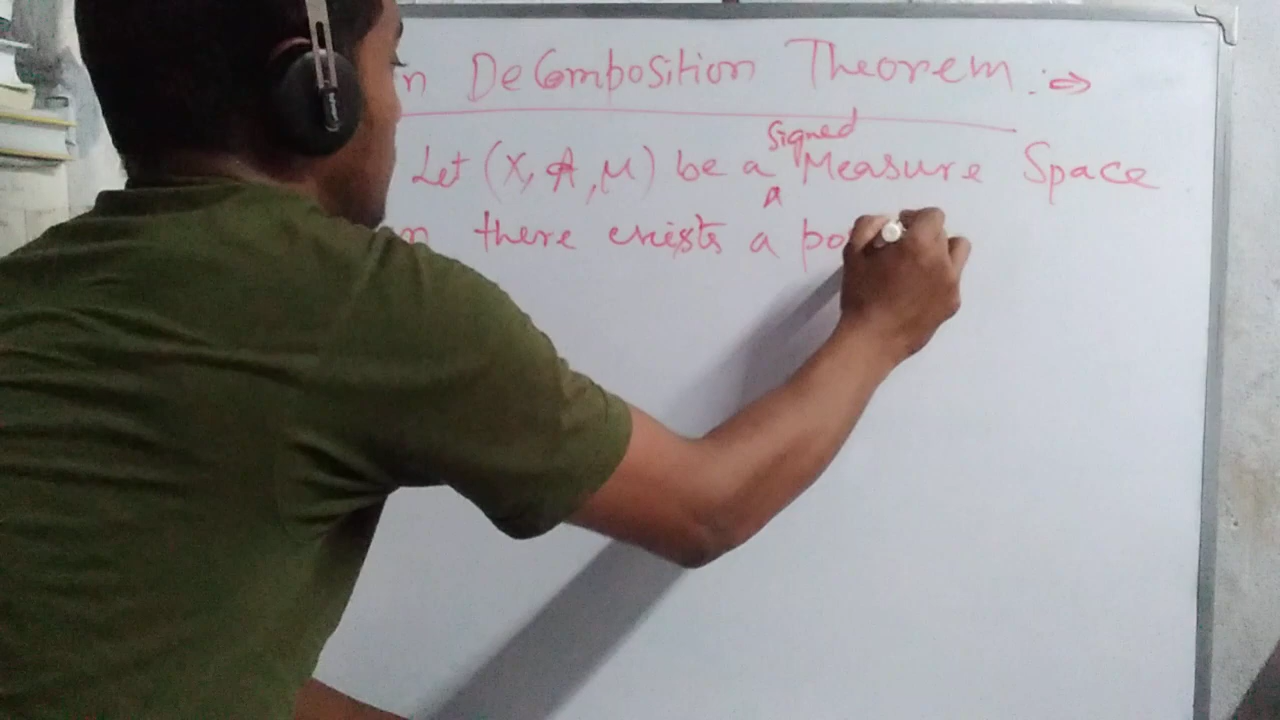 n Decomposition Theorem :⇒
Let (X, A, μ) be a signed Measure Space
n there exists a po